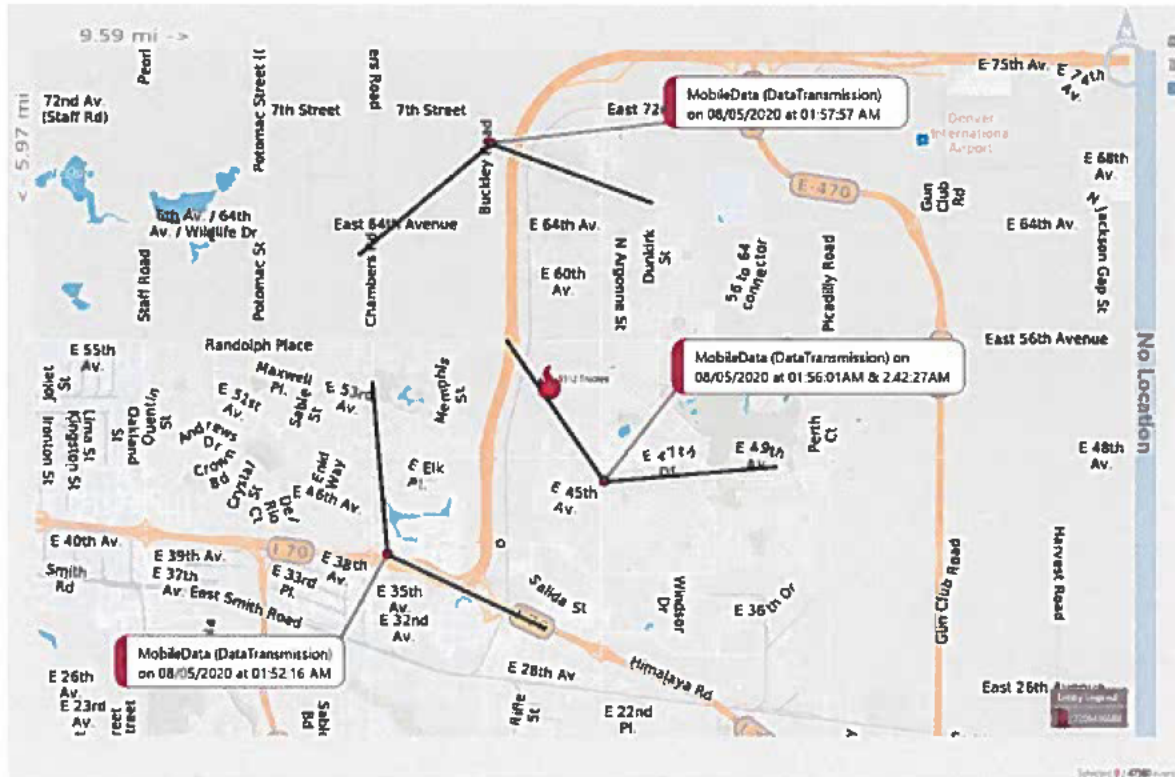 9.59 mi ->
<- 5.97 mi
N
Pearl
72nd Av.
(Staff Rd)
Potomac Street (C
7th Street
ers Road
7th Street
East 72
MobileData (DataTransmission)
on 08/05/2020 at 01:57:57 AM
E 75th Av.
E 74th
Av.
Denver
International
Airport
E-470
E 68th
Av.
Gun
Club
Rd
Buckley Road
6th Av. / 64th
Av. / Wildlife Dr
East 64th Avenue
E 64th Av.
E 64th Av.
N Jackson Gap St
Staff Road
Potomac St
Chambers Rd
E 60th
Av.
N Argonne St
Dunkirk
St
56 to 64
connector
Picadilly Road
East 56th Avenue
No Location
Randolph Place
E 55th
Av.
Joliet
St
Maxwell
Pl.
E 51st
Av.
Sable
St
E 53rd
Av.
Memphis
St
MobileData (DataTransmission) on
08/05/2020 at 01:56:01AM & 2.42:27AM
Ironton St
Kingston St
Lima St
Oakland
St
Quentin
St
Andrews
Dr
Crown
Bd
Crystal
St
Ct
Rio
Del
Enid
Way
E 46th Av.
E Elk
Pl.
E 45th
Av.
E 49th
Av.
Perth
Ct
E 48th
Av.
E 40th Av.
E 39th Av.
I 70
E 38th
Av.
Smith
Rd
E 37th
Av.
East Smith Road
E 33rd
Pl.
E 35th
Av.
E 32nd
Av.
Salida St
Windsor
Dr
E 36th Dr
Gun Club Road
Harvest Road
MobileData (DataTransmission)
on 08/05/2020 at 01:52:16 AM
E 26th
Av.
E 23rd
Av.
reet
treet
E 28th Av
Himalaya Rd
Rifle
St
E 22nd
Pl.
East 26th Avenue